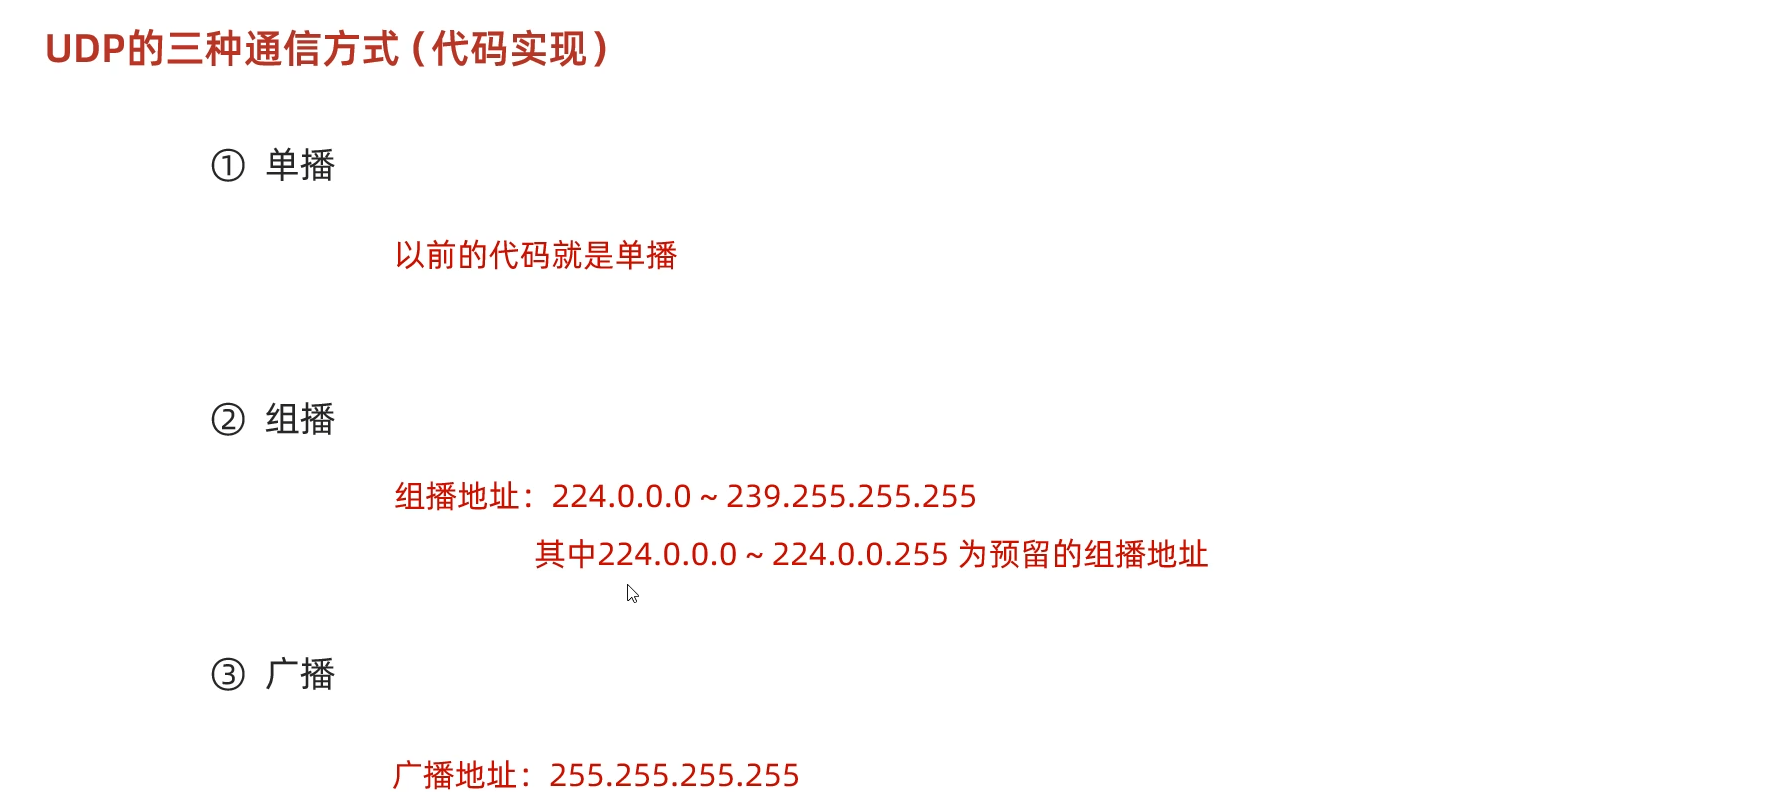 UDP的三种通信方式(代码实现)
① 单播
以前的代码就是单播
② 组播
组播地址：224.0.0.0 ~ 239.255.255.255
其中224.0.0.0 ~ 224.0.0.255 为预留的组播地址
③ 广播
广播地址：255.255.255.255